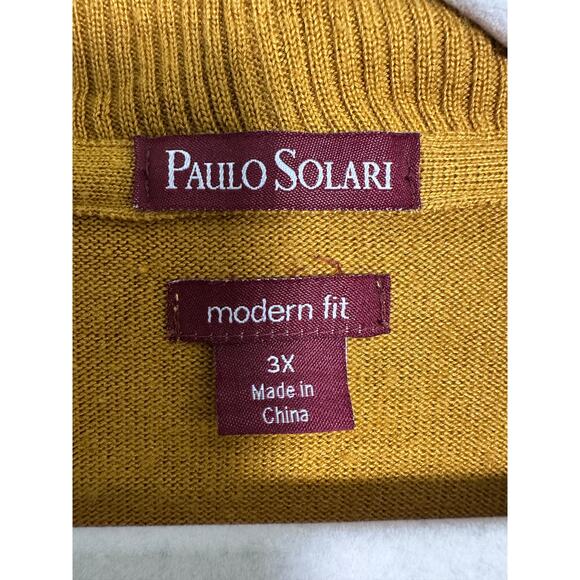 PAULO SOLARI
modern fit
3X
Made in
China